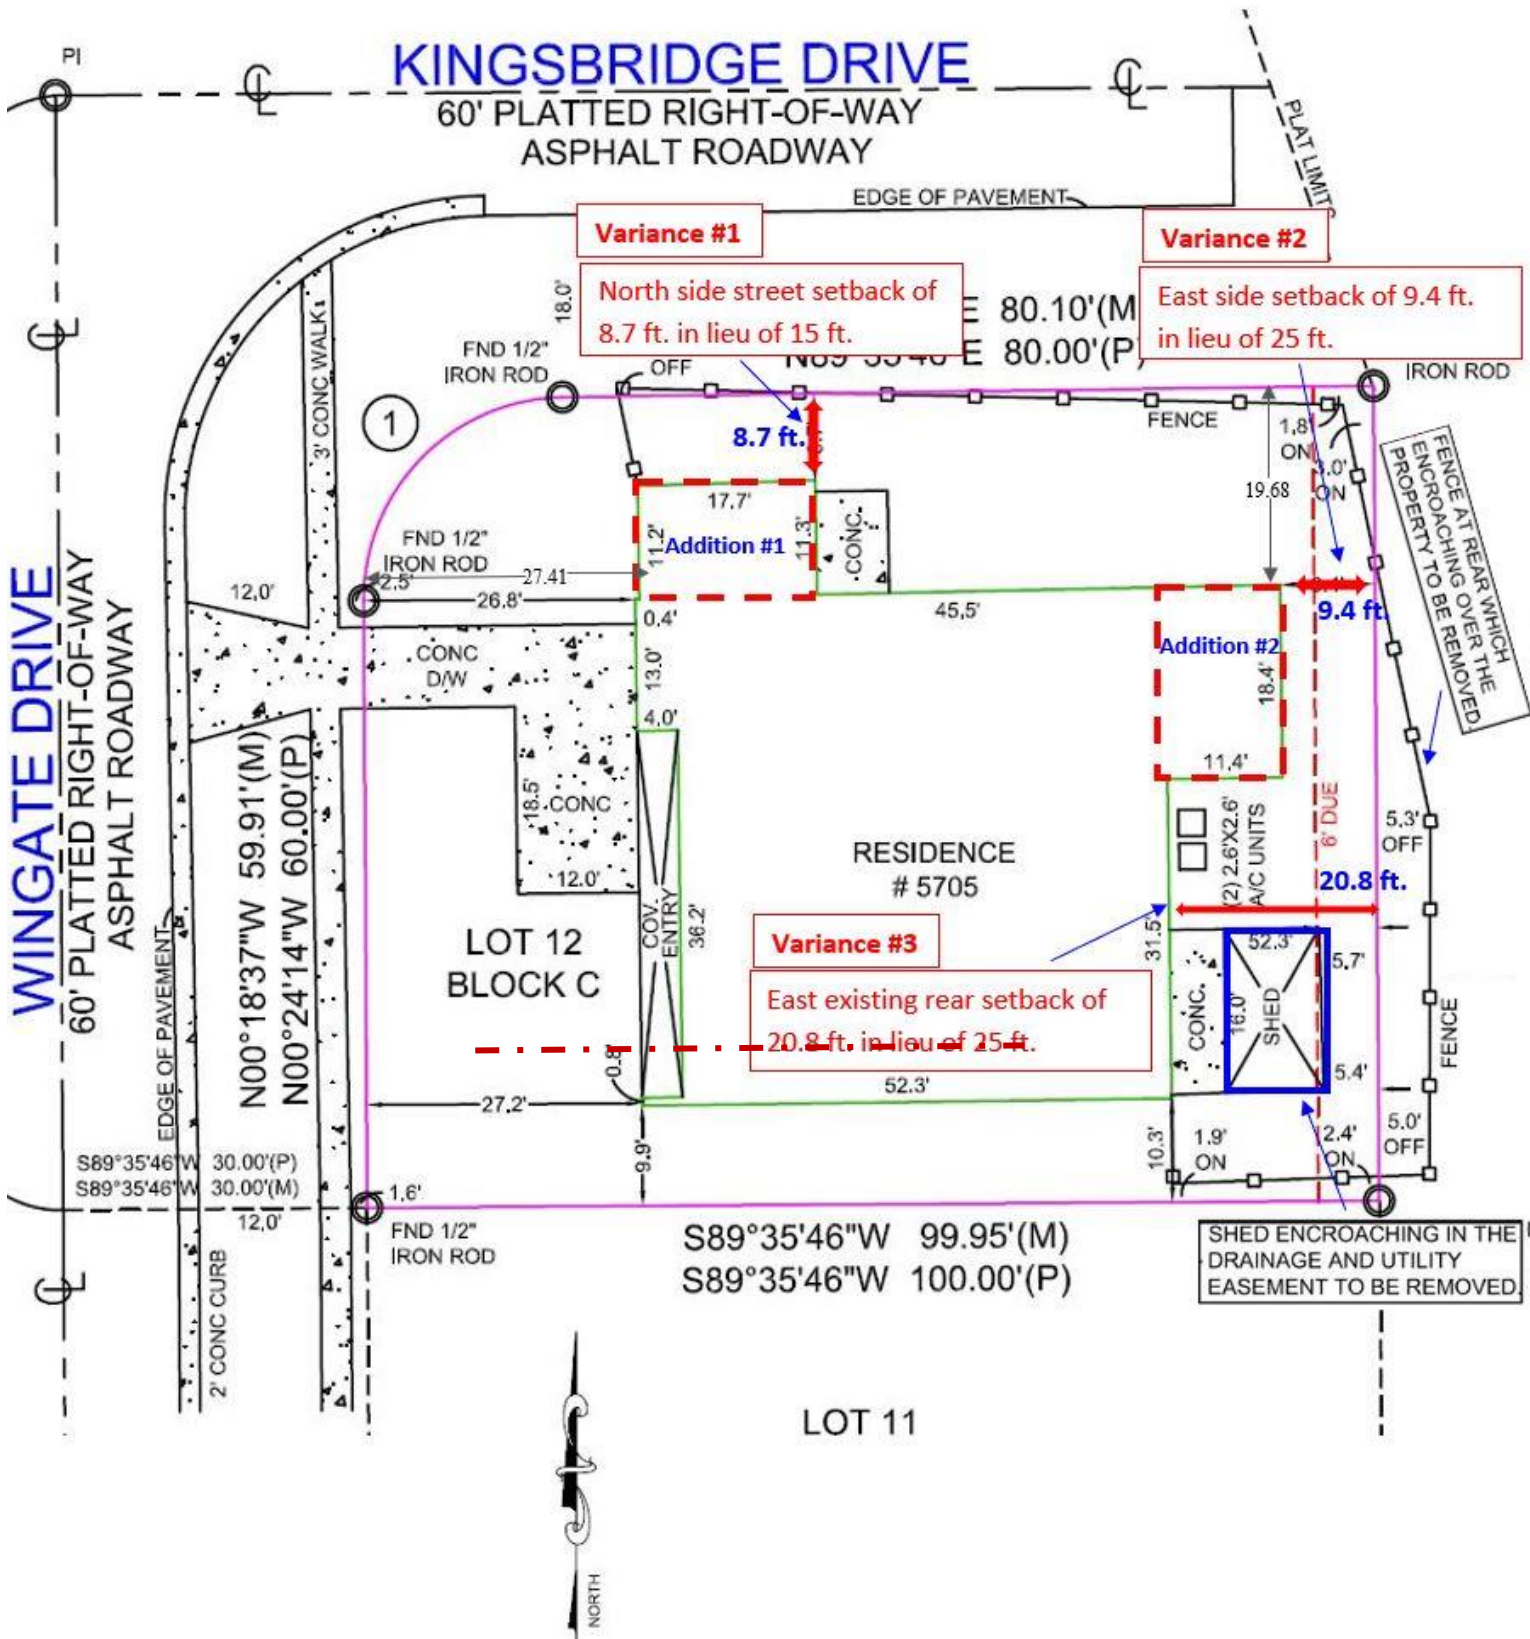 PI
KINGSBRIDGE DRIVE
60' PLATTED RIGHT-OF-WAY
ASPHALT ROADWAY
PLAT LIMITS
EDGE OF PAVEMENT
Variance #1
North side street setback of
8.7 ft. in lieu of 15 ft.
Variance #2
East side setback of 9.4 ft.
in lieu of 25 ft.
E 80.10'(M
E 80.00'(P)
18.0'
FND 1/2"
IRON ROD
OFF
IRON ROD
1
3' CONC WALK
FENCE
1.8'
ON
3.0'
ON
8.7 ft.
19.68
FENCE AT REAR WHICH
ENCROACHING OVER THE
PROPERTY TO BE REMOVED.
17.7'
11.2'
Addition #1
11.3'
CONC.
FND 1/2"
IRON ROD
2.5'
27.41
26.8'
12.0'
0.4'
45.5'
9.4 ft.
Addition #2
18.4'
11.4'
CONC
D/W
13.0'
4.0'
WINGATE DRIVE
60' PLATTED RIGHT-OF-WAY
ASPHALT ROADWAY
N00°18'37"W 59.91'(M)
N00°24'14"W 60.00'(P)
18.5'
CONC
12.0'
COV.
ENTRY
36.2'
RESIDENCE
# 5705
(2) 2.6'X2.6'
A/C UNITS
6' DUE
5.3'
OFF
20.8 ft.
LOT 12
BLOCK C
Variance #3
East existing rear setback of
20.8 ft. in lieu of 25 ft.
31.5'
CONC.
52.3'
16.0'
SHED
5.7'
5.4'
FENCE
EDGE OF PAVEMENT
0.8'
27.2'
52.3'
9.9'
10.3'
1.9'
ON
2.4'
ON
5.0'
OFF
S89°35'46"W 30.00'(P)
S89°35'46"W 30.00'(M)
12.0'
1.6'
FND 1/2"
IRON ROD
S89°35'46"W 99.95'(M)
S89°35'46"W 100.00'(P)
SHED ENCROACHING IN THE
DRAINAGE AND UTILITY
EASEMENT TO BE REMOVED.
2' CONC CURB
LOT 11
NORTH